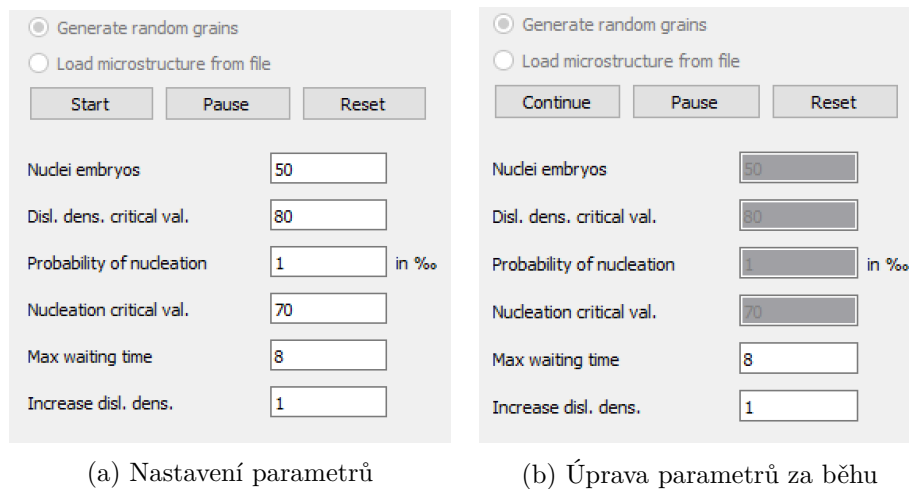 Generate random grains
Load microstructure from file
Start Pause Reset
Nuclei embryos 50
Disl. dens. critical val. 80
Probability of nucleation 1 in ‰
Nucleation critical val. 70
Max waiting time 8
Increase disl. dens. 1
(a) Nastavení parametrů
Generate random grains
Load microstructure from file
Continue Pause Reset
Nuclei embryos 50
Disl. dens. critical val. 80
Probability of nucleation 1 in ‰
Nucleation critical val. 70
Max waiting time 8
Increase disl. dens. 1
(b) Úprava parametrů za běhu